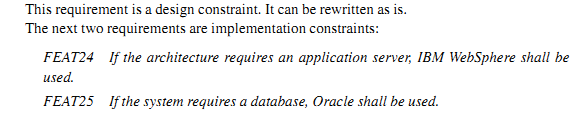 This requirement is a design constraint. It can be rewritten as is.
The next two requirements are implementation constraints:
FEAT24 If the architecture requires an application server, IBM WebSphere shall be
used.
FEAT25 If the system requires a database, Oracle shall be used.